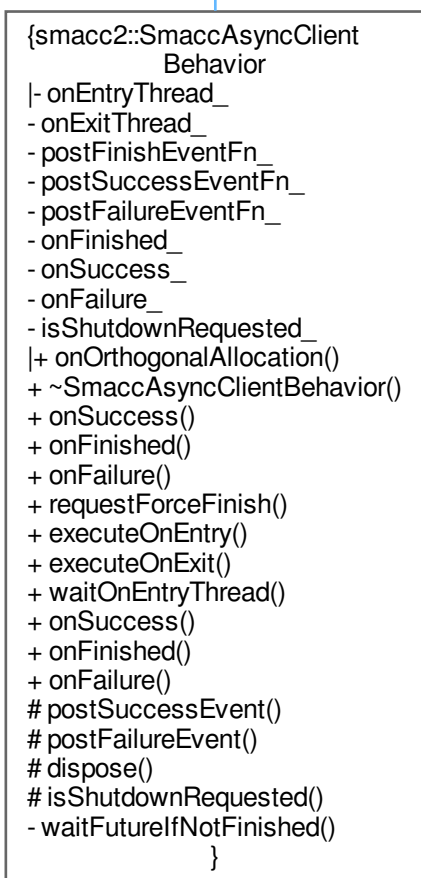 {smacc2::SmaccAsyncClient
Behavior
|- onEntryThread_
- onExitThread_
- postFinishEventFn_
- postSuccessEventFn_
- postFailureEventFn_
- onFinished_
- onSuccess_
- onFailure_
- isShutdownRequested_
|+ onOrthogonalAllocation()
+ ~SmaccAsyncClientBehavior()
+ onSuccess()
+ onFinished()
+ onFailure()
+ requestForceFinish()
+ executeOnEntry()
+ executeOnExit()
+ waitOnEntryThread()
+ onSuccess()
+ onFinished()
+ onFailure()
# postSuccessEvent()
# postFailureEvent()
# dispose()
# isShutdownRequested()
- waitFutureIfNotFinished()
}